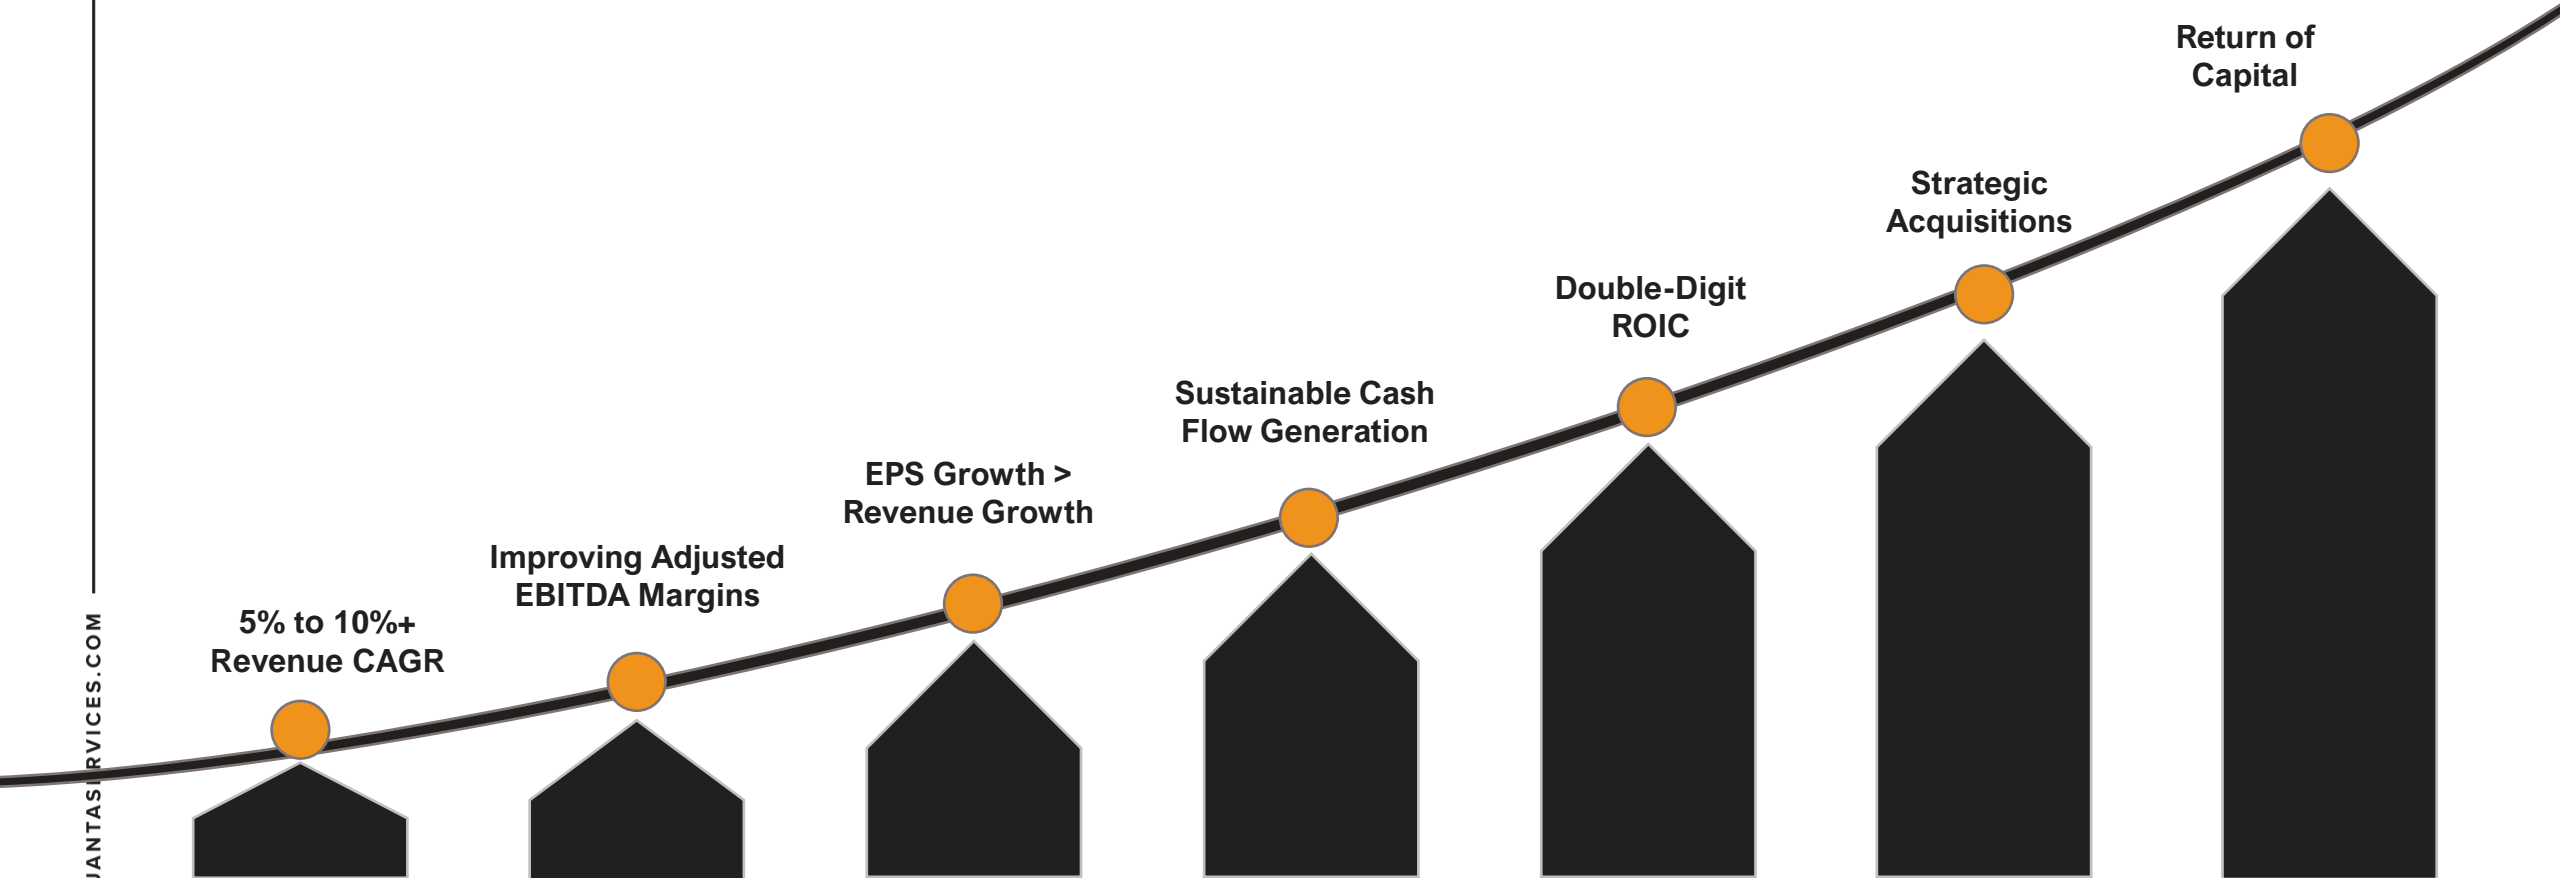 Return of
Capital
Strategic
Acquisitions
Double-Digit
ROIC
Sustainable Cash
Flow Generation
EPS Growth >
Revenue Growth
Improving Adjusted
EBITDA Margins
5% to 10%+
Revenue CAGR
UANTASERVICES.COM